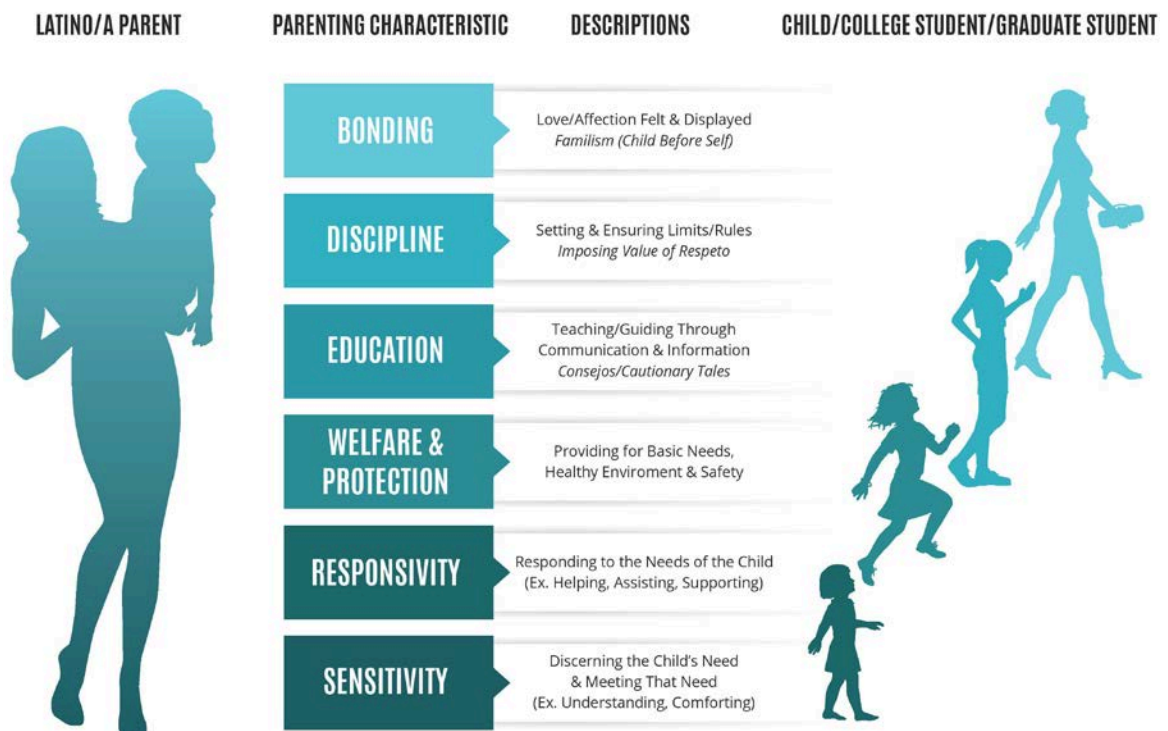 LATINO/A PARENT
PARENTING CHARACTERISTIC
DESCRIPTIONS
CHILD/COLLEGE STUDENT/GRADUATE STUDENT
BONDING
Love/Affection Felt & Displayed
Familism (Child Before Self)
DISCIPLINE
Setting & Ensuring Limits/Rules
Imposing Value of Respeto
EDUCATION
Teaching/Guiding Through
Communication & Information
Consejos/Cautionary Tales
WELFARE &
PROTECTION
Providing for Basic Needs,
Healthy Enviroment & Safety
RESPONSIVITY
Responding to the Needs of the Child
(Ex. Helping, Assisting, Supporting)
SENSITIVITY
Discerning the Child's Need
& Meeting That Need
(Ex. Understanding, Comforting)